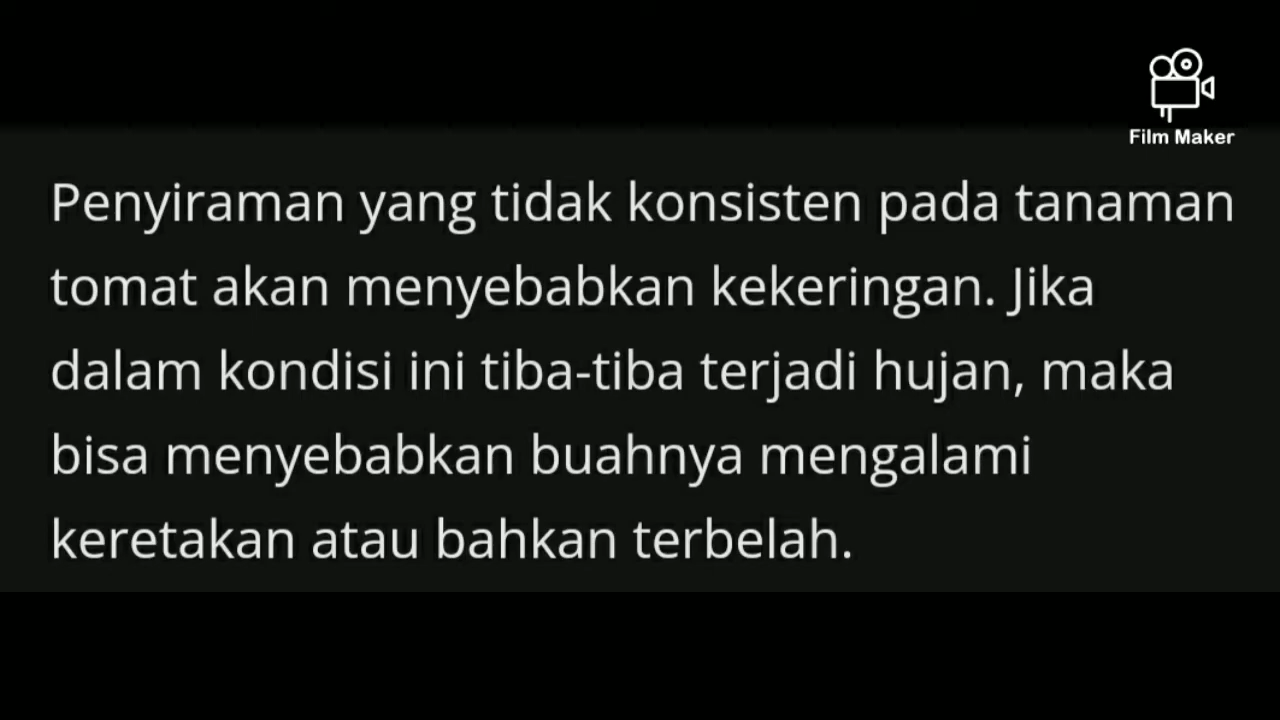 Film Maker
Penyiraman yang tidak konsisten pada tanaman
tomat akan menyebabkan kekeringan. Jika
dalam kondisi ini tiba-tiba terjadi hujan, maka
bisa menyebabkan buahnya mengalami
keretakan atau bahkan terbelah.